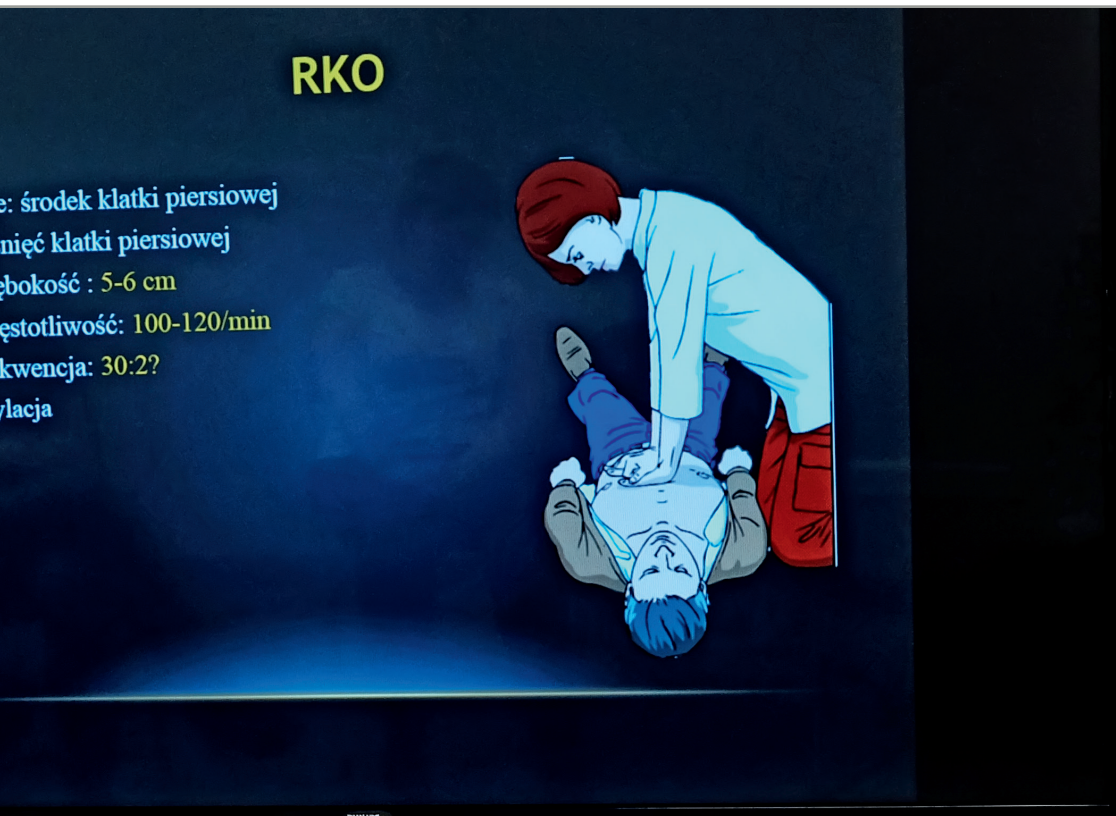 RKO
e: środek klatki piersiowej
nięć klatki piersiowej
ębokość : 5-6 cm
ęstotliwość: 100-120/min
kwencja: 30:2?
ylacja